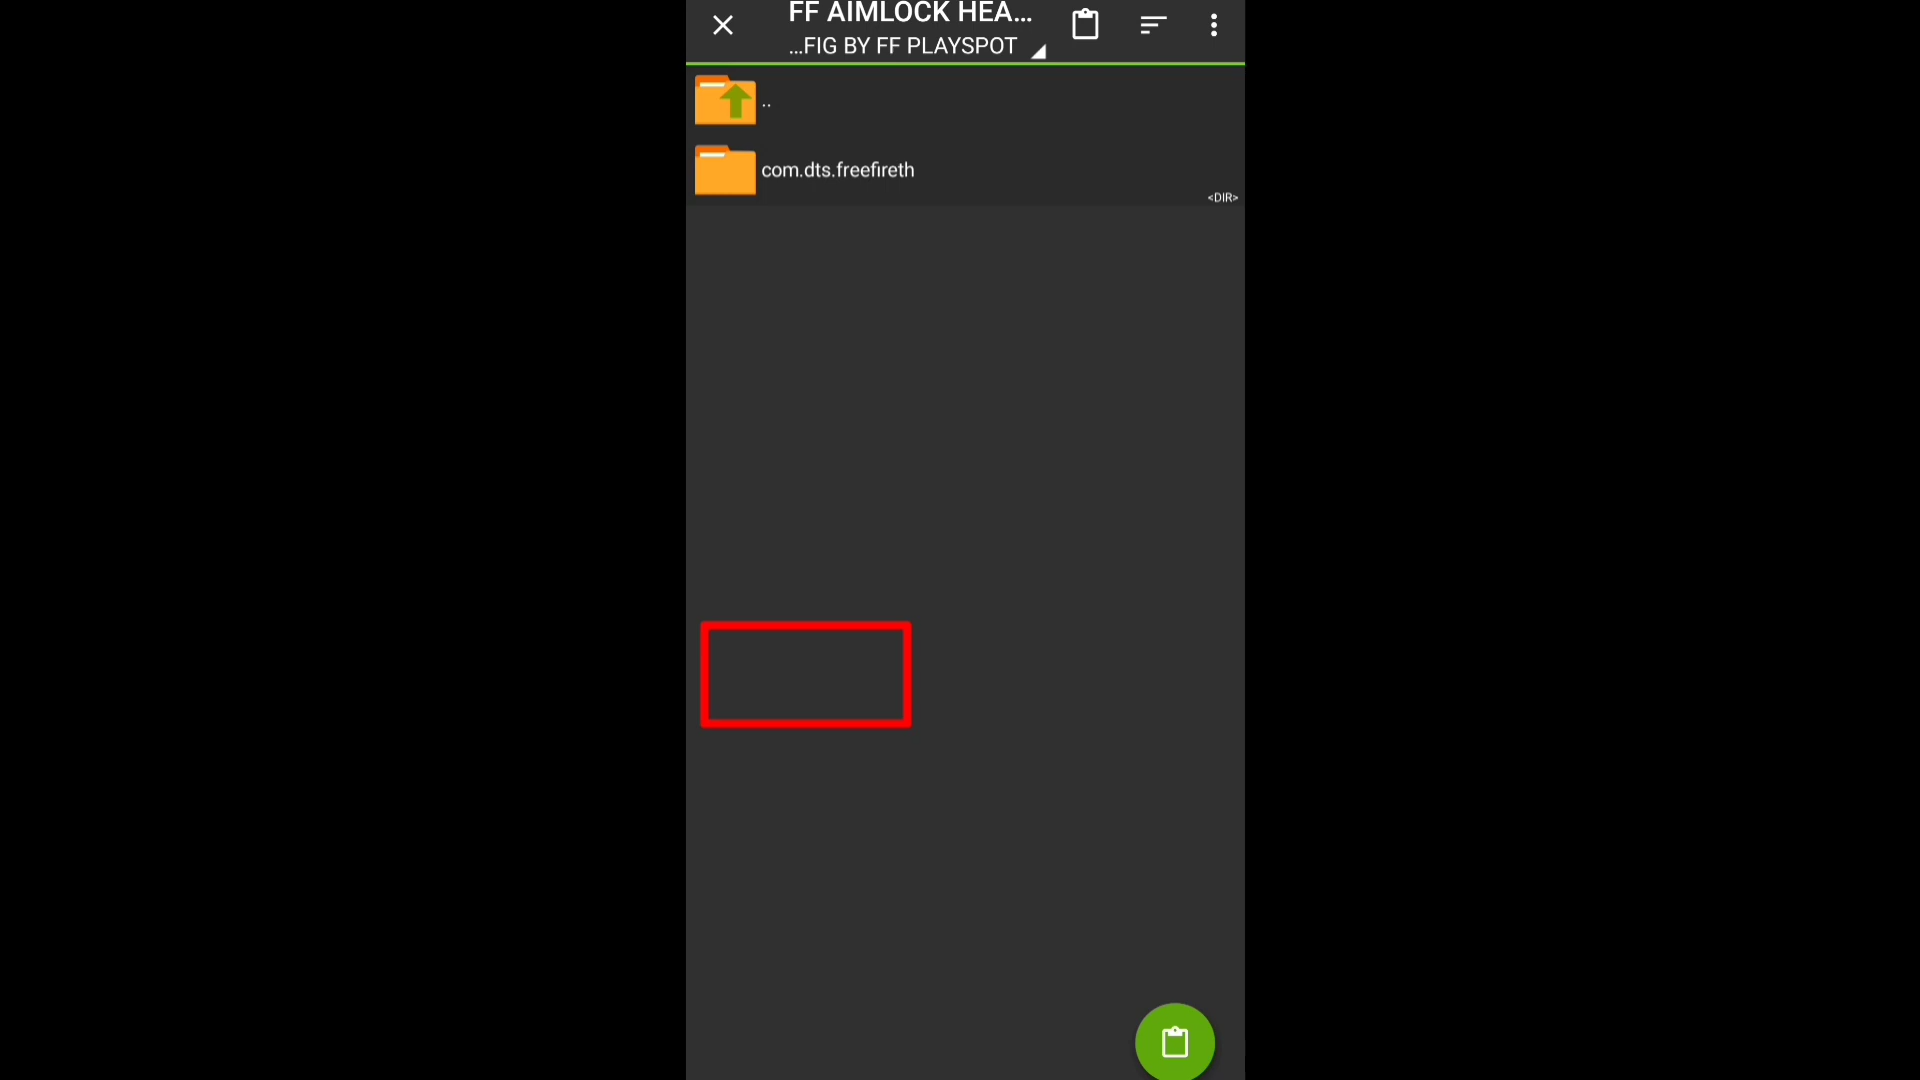 FF AIMLOCK HEA...
...FIG BY FF PLAYSPOT
..
com.dts.freefireth
<DIR>